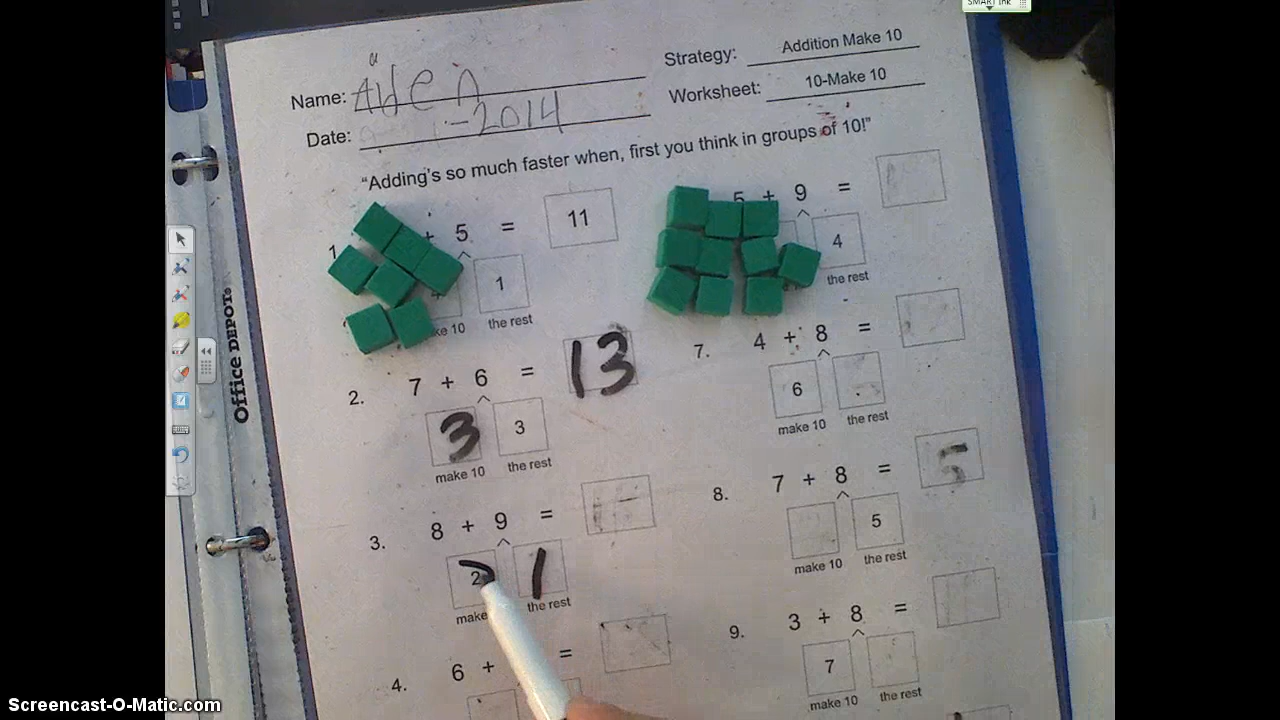 SMART Ink
Name: Aden
Strategy: Addition Make 10
Date: -2014
Worksheet: 10-Make 10
"Adding's so much faster when, first you think in groups of 10!"
1 + 5 = 11
1
ke 10 the rest
5 + 9 =
4
the rest
2. 7 + 6 = 13
3 3
make 10 the rest
7. 4 + 8 =
6
make 10 the rest
3. 8 + 9 =
2 1
make the rest
8. 7 + 8 = 5
5
make 10 the rest
4. 6 + =
9. 3 + 8 =
7
make 10 the rest
Office DEPOT
Screencast-O-Matic.com